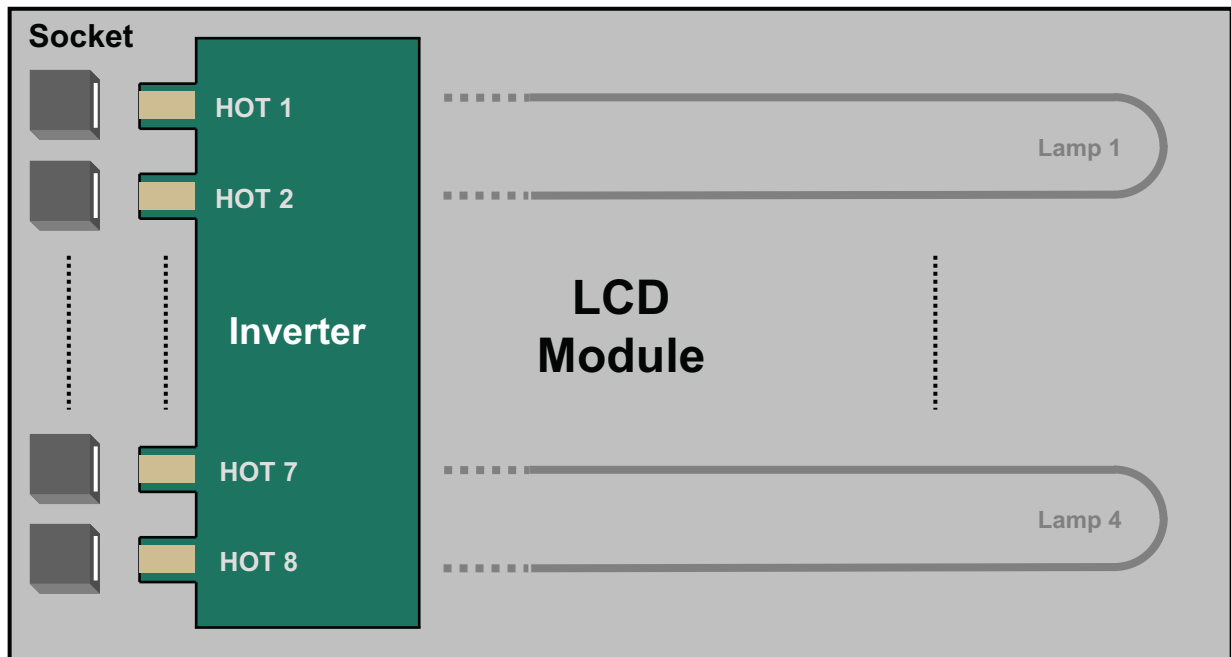 Socket
HOT 1
Lamp 1
HOT 2
LCD
Module
Inverter
HOT 7
Lamp 4
HOT 8